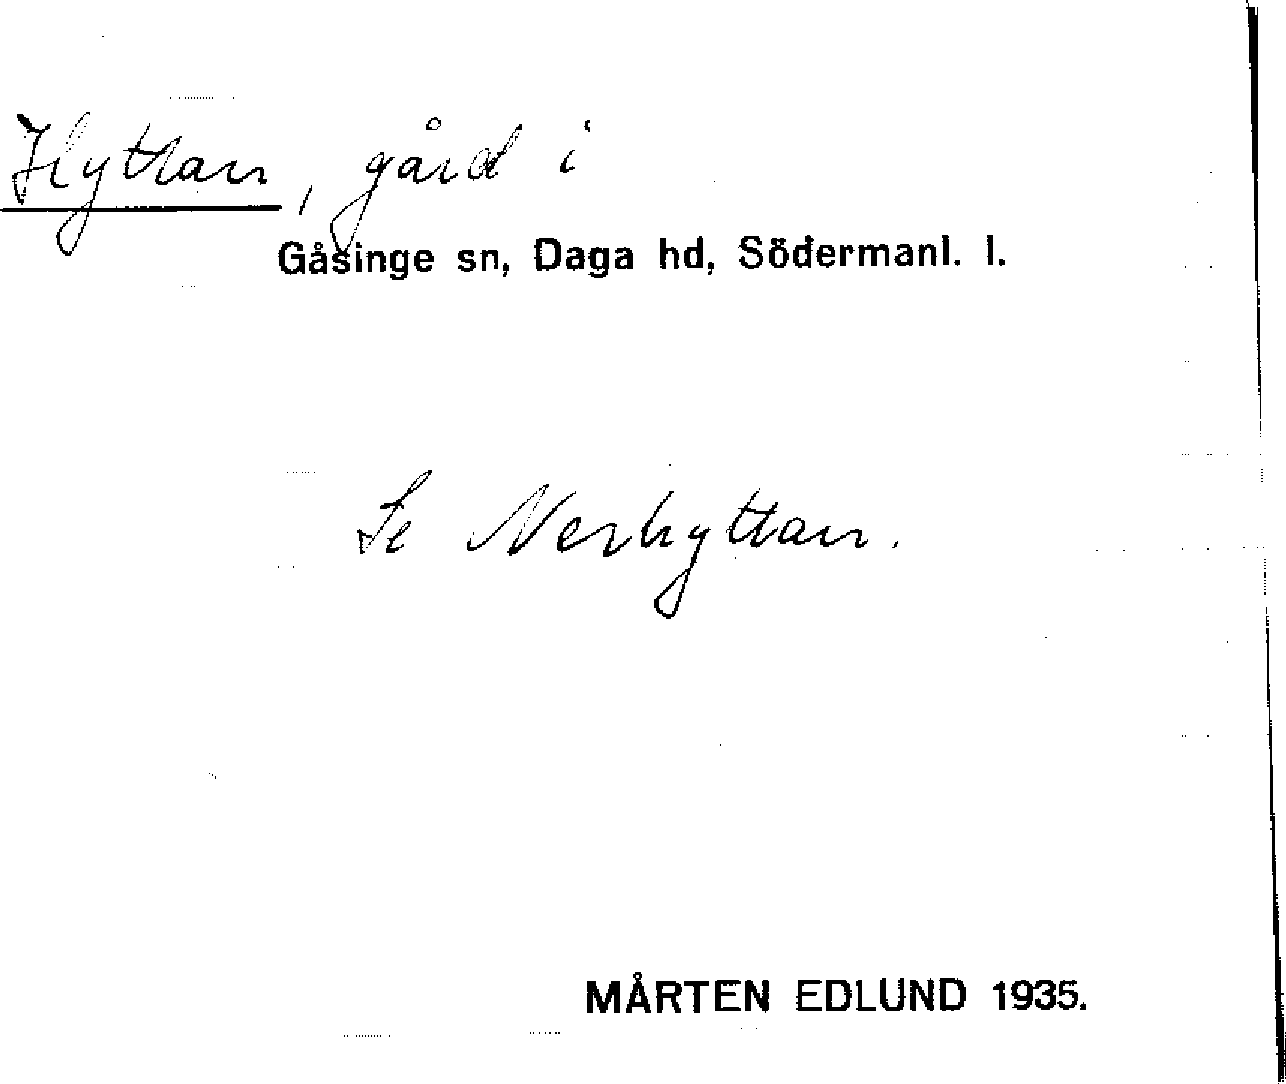 Hyttan, gård i
Gåsinge sn, Daga hd, Södermanl. l.
Se Nerhyttan.
MÅRTEN EDLUND 1935.